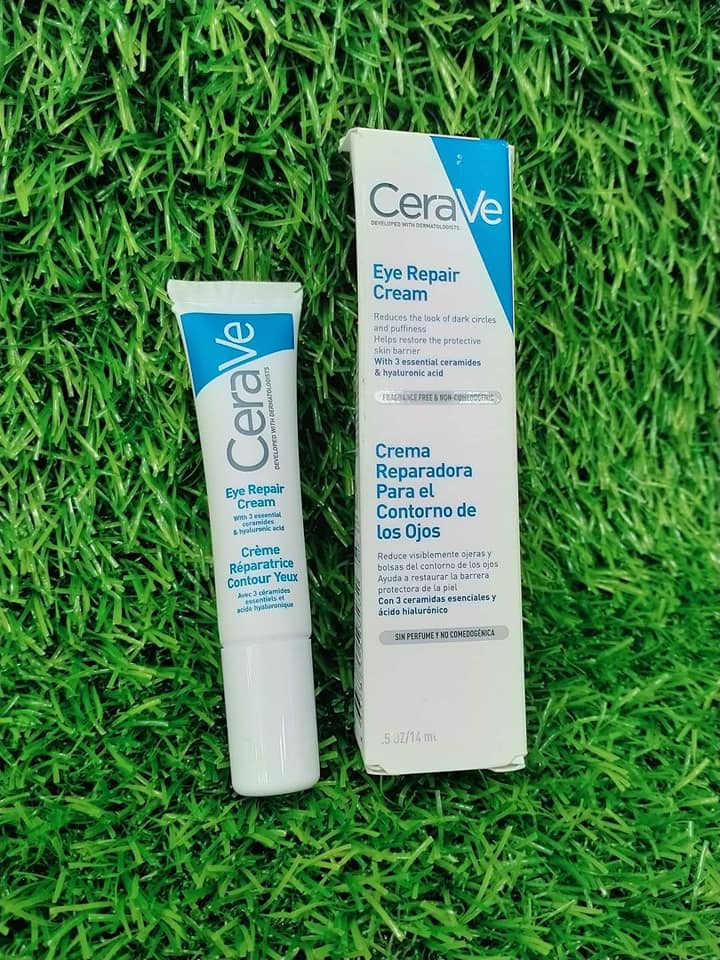 CeraVe
DEVELOPED WITH DERMATOLOGISTS
Eye Repair
Cream
With 3 essential
ceramides
& hyaluronic acid
Crème
Réparatrice
Contour Yeux
Avec 3 céramides
essentiels et
acide hyaluronique
CeraVe
DEVELOPED WITH DERMATOLOGISTS
Eye Repair
Cream
Reduces the look of dark circles
and puffiness
Helps restore the protective
skin barrier
With 3 essential ceramides
& hyaluronic acid
FRAGRANCE FREE & NON-COMEDOGENIC
Crema
Reparadora
Para el
Contorno de
los Ojos
Reduce visiblemente ojeras y
bolsas del contorno de los ojos
Ayuda a restaurar la barrera
protectora de la piel
Con 3 ceramidas esenciales y
ácido hialurónico
SIN PERFUME Y NO COMEDOGÉNICA
.5 OZ/14 mL